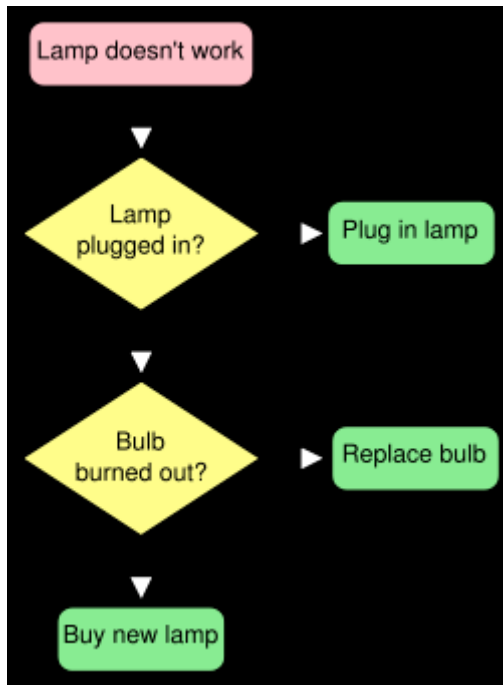 Lamp doesn't work
Lamp
plugged in?
Plug in lamp
Bulb
burned out?
Replace bulb
Buy new lamp